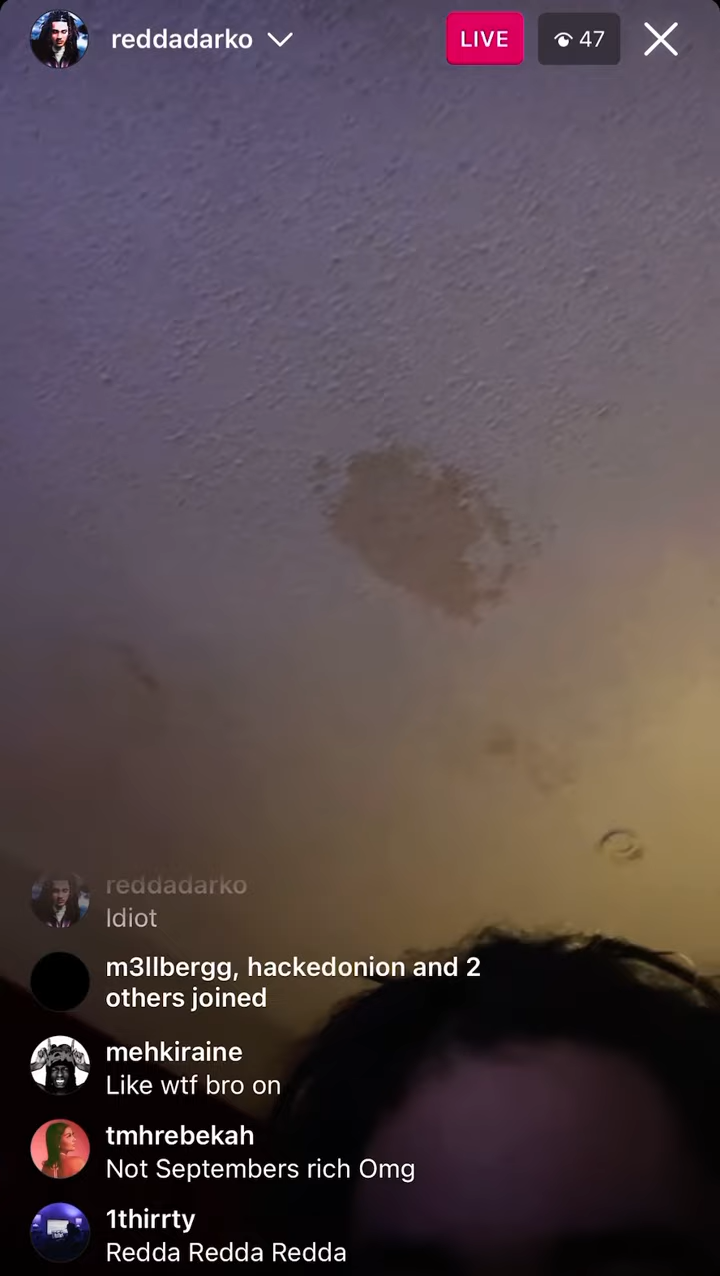 reddadarko
LIVE
47
reddadarko
Idiot
m3llbergg, hackedonion and 2
others joined
mehkiraine
Like wtf bro on
tmhrebekah
Not Septembers rich Omg
1thirrty
Redda Redda Redda